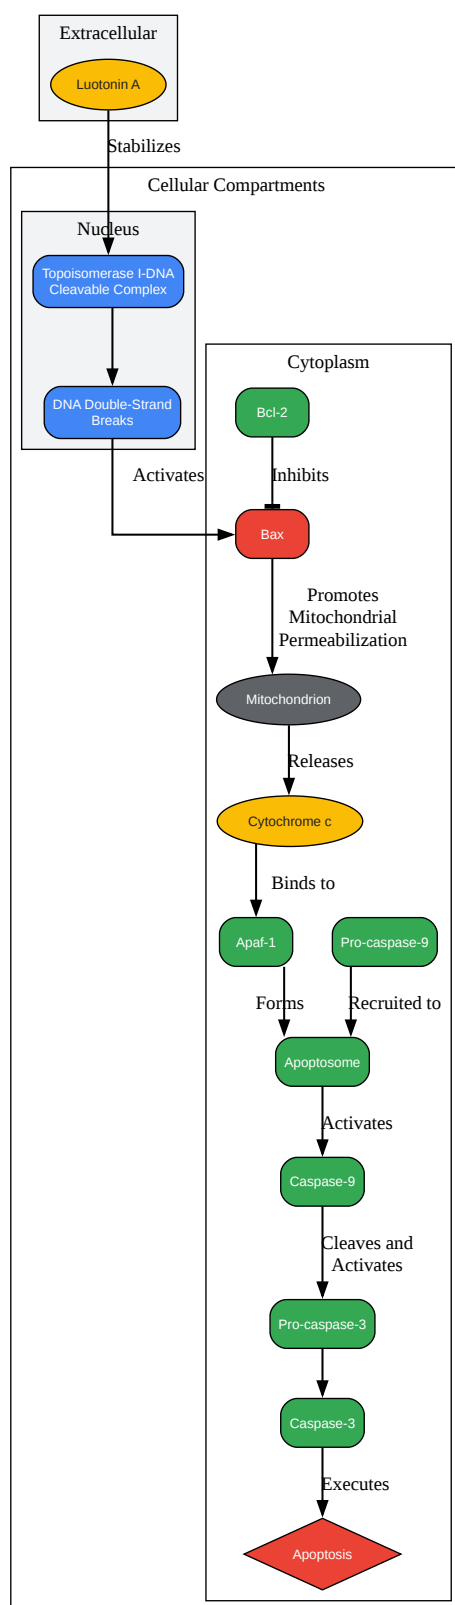 Extracellular
Luotonin A
Stabilizes
Cellular Compartments
Nucleus
Topoisomerase I-DNA
Cleavable Complex
DNA Double-Strand
Breaks
Activates
Cytoplasm
Bcl-2
Inhibits
Bax
Promotes
Mitochondrial
Permeabilization
Mitochondrion
Releases
Cytochrome c
Binds to
Apaf-1
Pro-caspase-9
Forms
Recruited to
Apoptosome
Activates
Caspase-9
Cleaves and
Activates
Pro-caspase-3
Caspase-3
Executes
Apoptosis